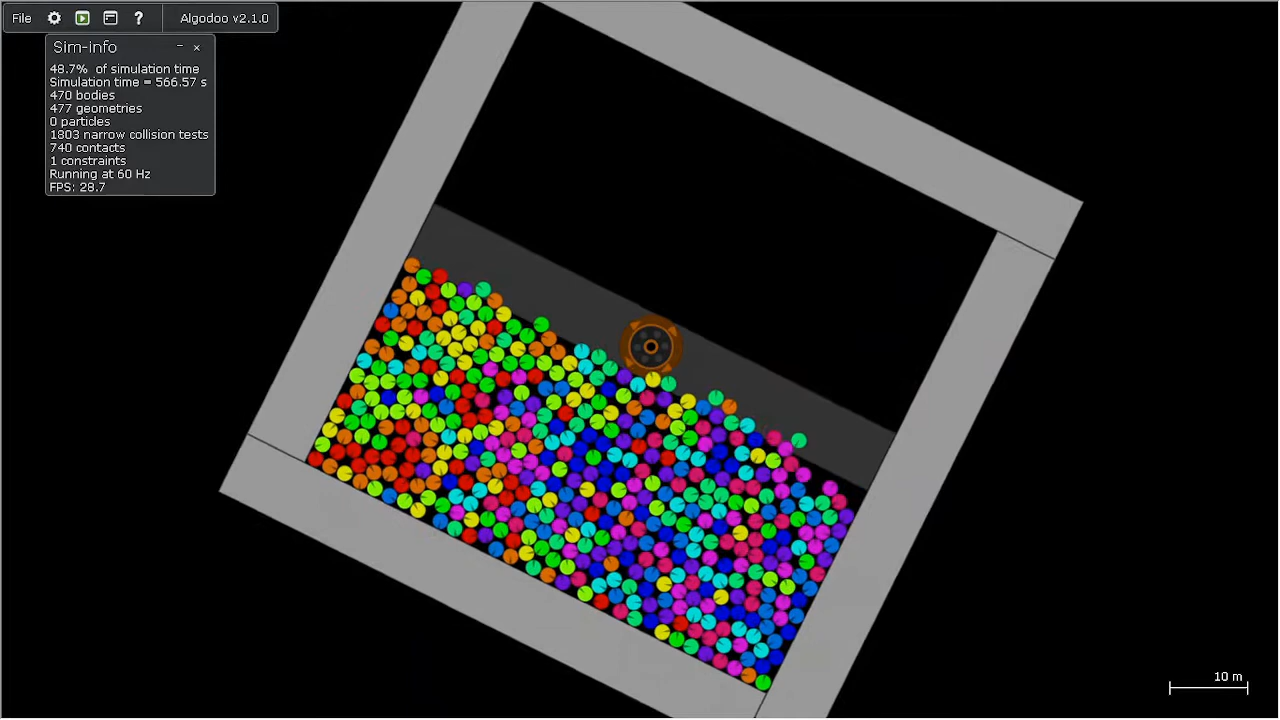 File ? Algodoo v2.1.0
Sim-Info
48.7% of simulation time
Simulation time = 566.57 s
470 bodies
477 geometries
0 particles
1803 narrow collision tests
740 contacts
1 constraints
Running at 60 Hz
FPS: 28.7
10 m